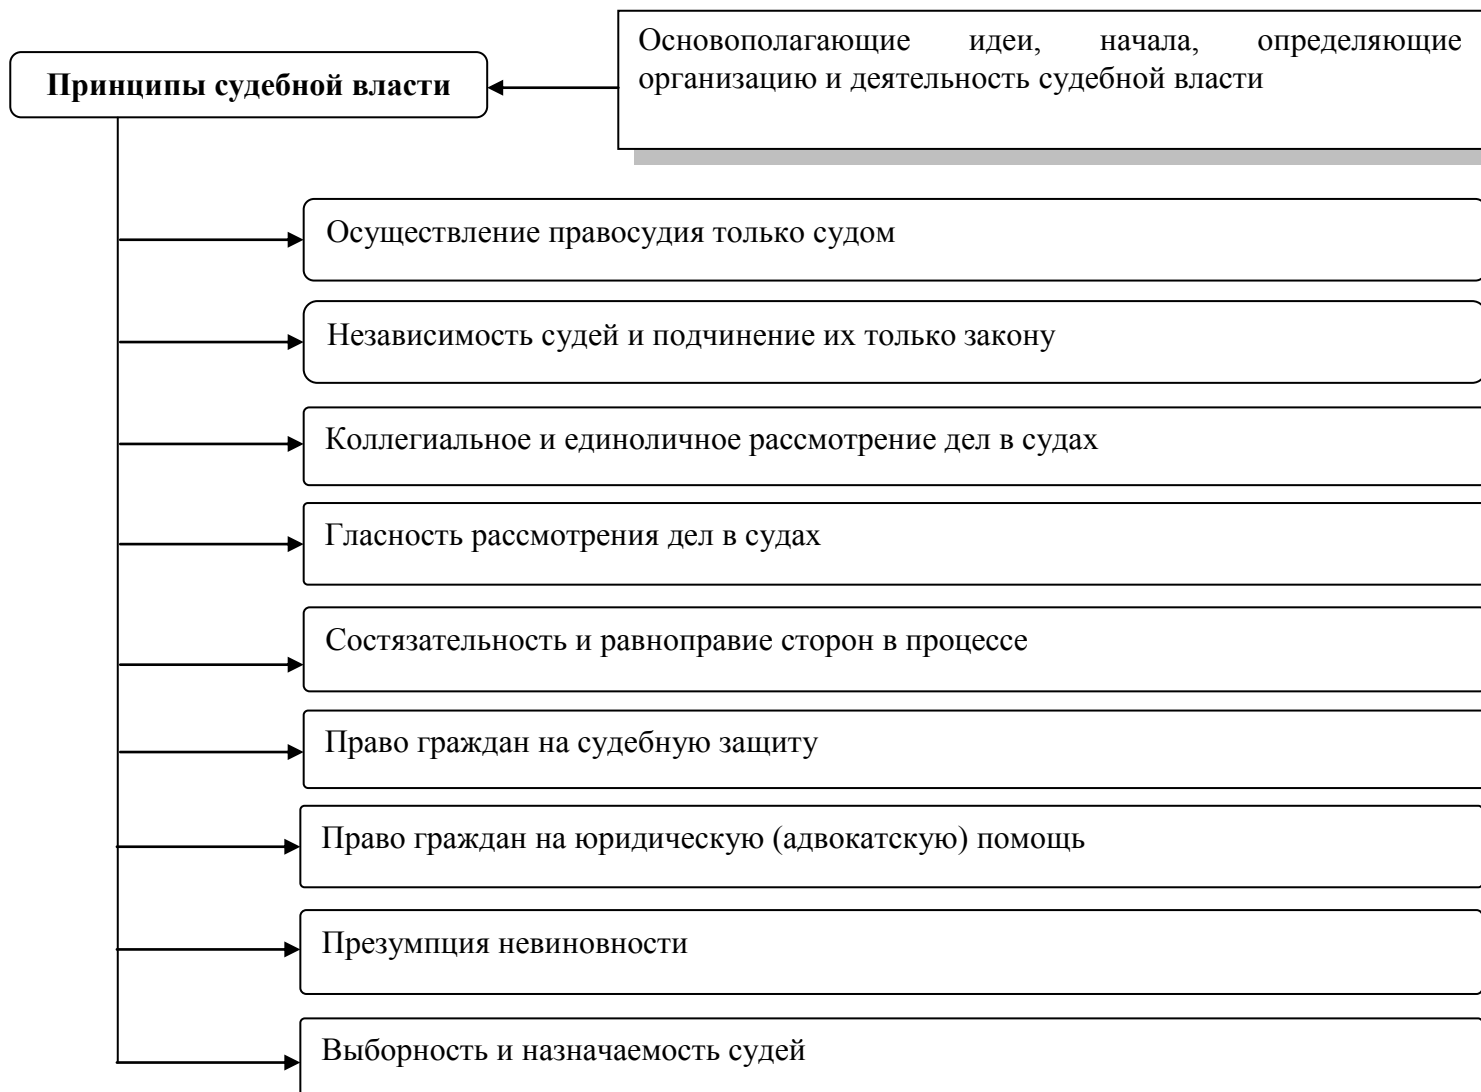 Принципы судебной власти
Основополагающие идеи, начала, определяющие
организацию и деятельность судебной власти
Осуществление правосудия только судом
Независимость судей и подчинение их только закону
Коллегиальное и единоличное рассмотрение дел в судах
Гласность рассмотрения дел в судах
Состязательность и равноправие сторон в процессе
Право граждан на судебную защиту
Право граждан на юридическую (адвокатскую) помощь
Презумпция невиновности
Выборность и назначаемость судей